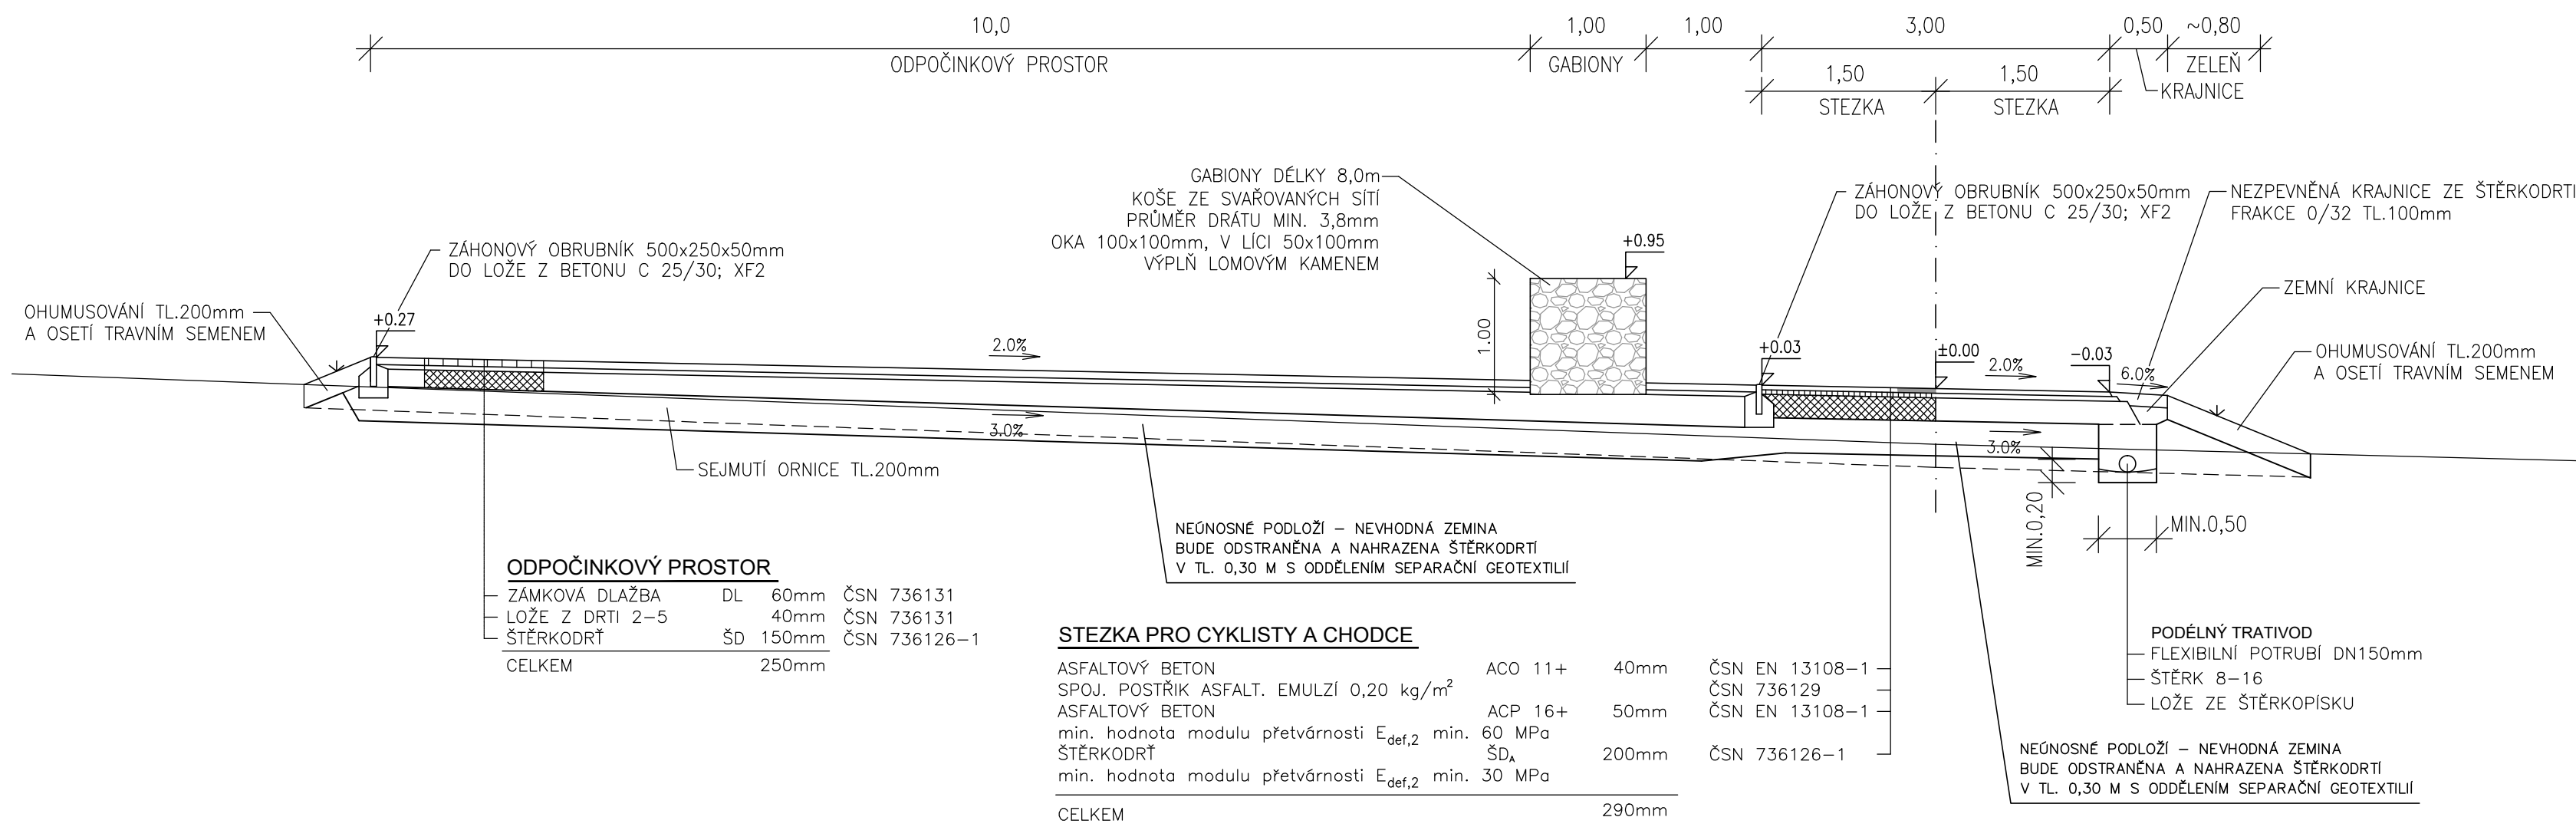 10,0
1,00
1,00
3,00
0,50
~0,80
ODPOČINKOVÝ PROSTOR
GABIONY
ZELEŇ
1,50
1,50
KRAJNICE
STEZKA
STEZKA
GABIONY DÉLKY 8,0m
KOŠE ZE SVAŘOVANÝCH SÍTÍ
PRŮMĚR DRÁTU MIN. 3,8mm
OKA 100x100mm, V LÍCI 50x100mm
VÝPLŇ LOMOVÝM KAMENEM
ZÁHONOVÝ OBRUBNÍK 500x250x50mm
DO LOŽE Z BETONU C 25/30; XF2
NEZPEVNĚNÁ KRAJNICE ZE ŠTĚRKODRTI
FRAKCE 0/32 TL.100mm
ZÁHONOVÝ OBRUBNÍK 500x250x50mm
DO LOŽE Z BETONU C 25/30; XF2
+0.95
ZEMNÍ KRAJNICE
OHUMUSOVÁNÍ TL.200mm
A OSETÍ TRAVNÍM SEMENEM
+0.27
1.00
2.0%
+0.03
±0.00
2.0%
-0.03
6.0%
OHUMUSOVÁNÍ TL.200mm
A OSETÍ TRAVNÍM SEMENEM
3.0%
3.0%
SEJMUTÍ ORNICE TL.200mm
MIN.0,20
MIN.0,50
NEÚNOSNÉ PODLOŽÍ – NEVHODNÁ ZEMINA
BUDE ODSTRANĚNA A NAHRAZENA ŠTĚRKODRTÍ
V TL. 0,30 M S ODDĚLENÍM SEPARAČNÍ GEOTEXTILIÍ
ODPOČINKOVÝ PROSTOR
ZÁMKOVÁ DLAŽBA DL 60mm ČSN 736131
LOŽE Z DRTI 2–5 40mm ČSN 736131
ŠTĚRKODRŤ ŠD 150mm ČSN 736126–1
CELKEM 250mm
STEZKA PRO CYKLISTY A CHODCE
ASFALTOVÝ BETON ACO 11+ 40mm ČSN EN 13108–1
SPOJ. POSTŘIK ASFALT. EMULZÍ 0,20 kg/m² ČSN 736129
ASFALTOVÝ BETON ACP 16+ 50mm ČSN EN 13108–1
min. hodnota modulu přetvárnosti Edef,2 min. 60 MPa
ŠTĚRKODRŤ ŠDA 200mm ČSN 736126–1
min. hodnota modulu přetvárnosti Edef,2 min. 30 MPa
CELKEM 290mm
PODÉLNÝ TRATIVOD
FLEXIBILNÍ POTRUBÍ DN150mm
ŠTĚRK 8–16
LOŽE ZE ŠTĚRKOPÍSKU
NEÚNOSNÉ PODLOŽÍ – NEVHODNÁ ZEMINA
BUDE ODSTRANĚNA A NAHRAZENA ŠTĚRKODRTÍ
V TL. 0,30 M S ODDĚLENÍM SEPARAČNÍ GEOTEXTILIÍ